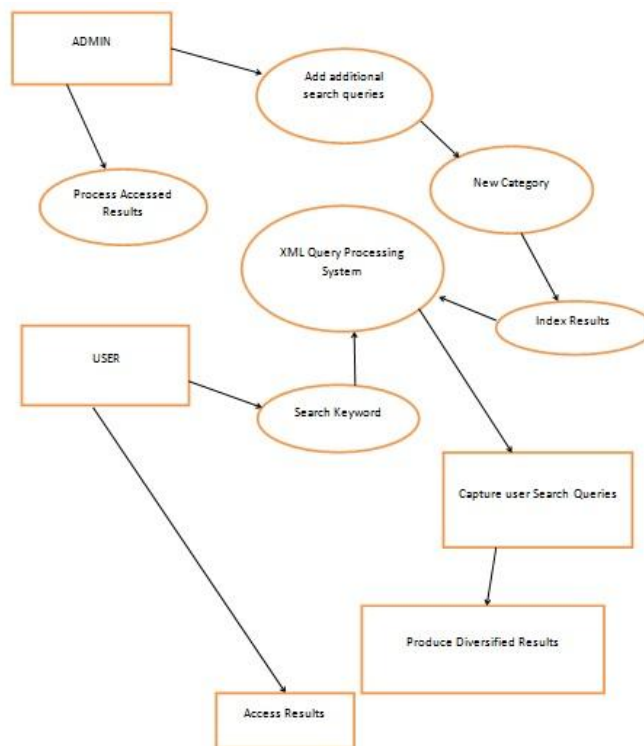 ADMIN
Add additional
search queries
Process Accessed
Results
New Category
XML Query Processing
System
Index Results
USER
Search Keyword
Capture user Search Queries
Produce Diversified Results
Access Results